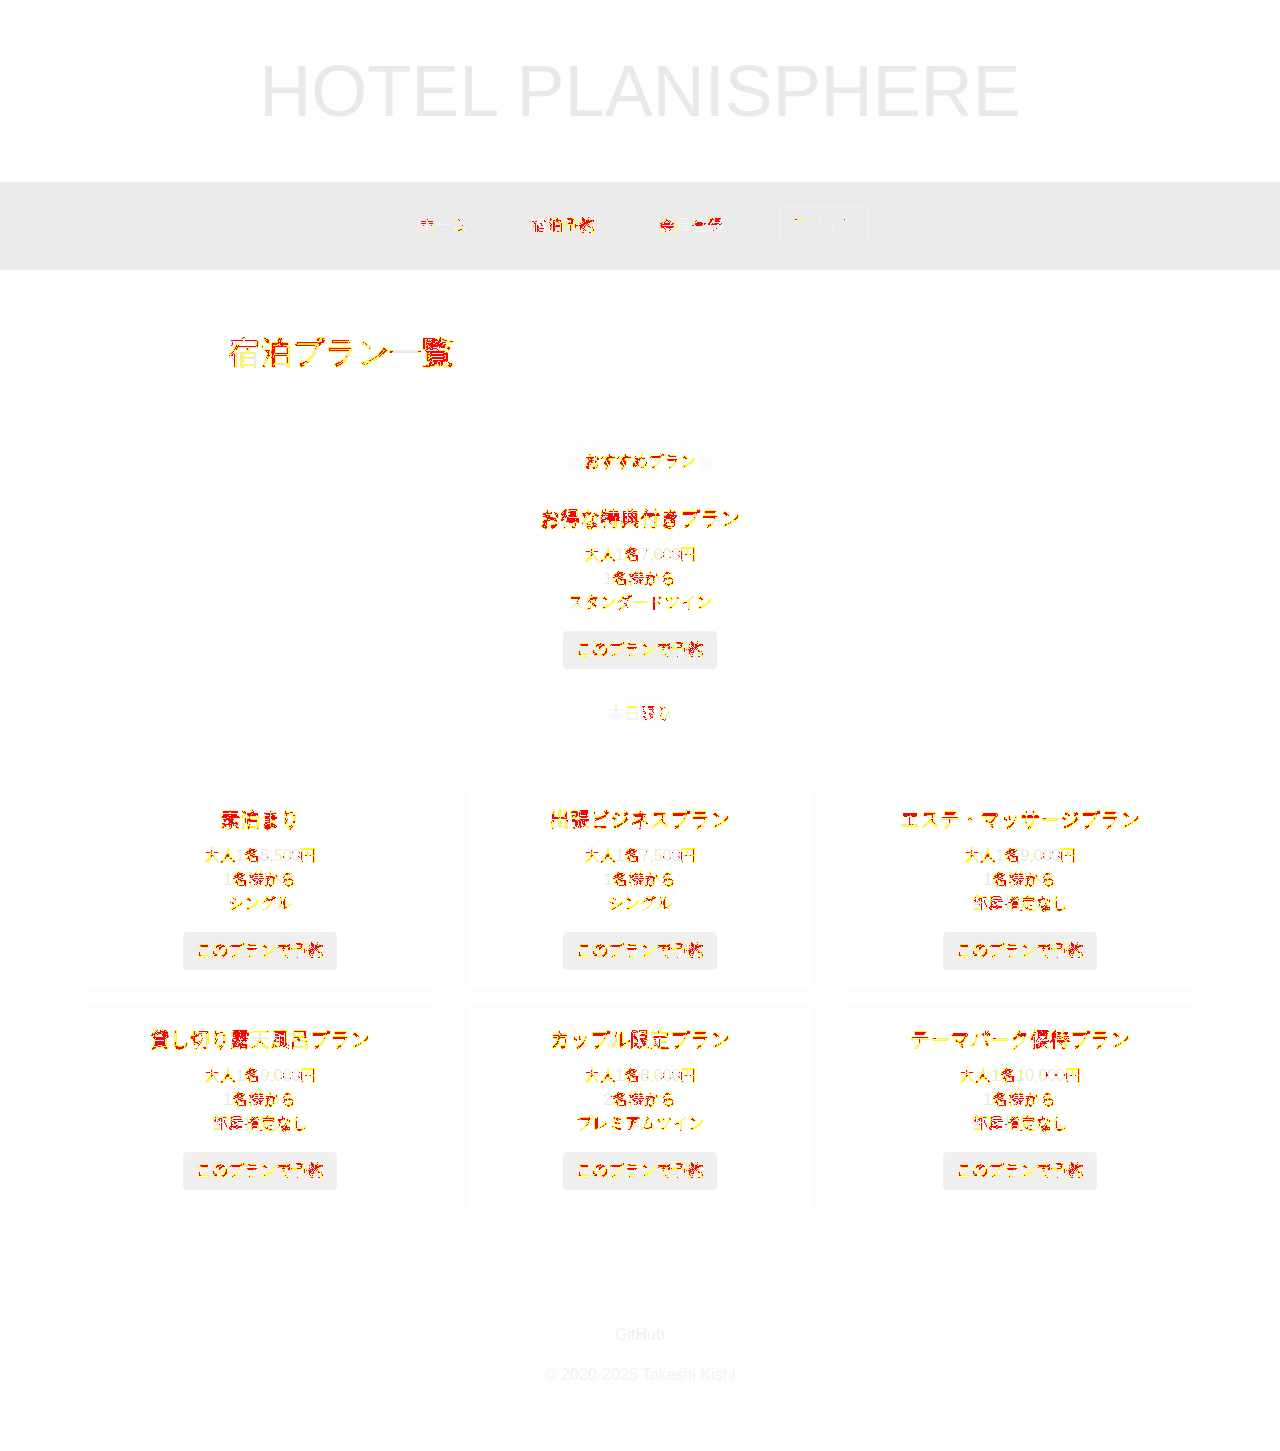 HOTEL PLANISPHERE
ホーム 宿泊予約 会員登録 ログイン
宿泊プラン一覧
おすすめプラン
お得な特典付きプラン
大人1名7,000円
1名様から
スタンダードツイン
このプランで予約
本日限り
素泊まり 出張ビジネスプラン エステ・マッサージプラン
大人1名5,500円 大人1名7,500円 大人1名9,000円
1名様から 1名様から 1名様から
シングル シングル 部屋指定なし
このプランで予約 このプランで予約 このプランで予約
貸し切り露天風呂プラン カップル限定プラン テーマパーク優待プラン
大人1名9,000円 大人1名8,000円 大人1名10,000円
1名様から 2名様から 1名様から
部屋指定なし プレミアムツイン 部屋指定なし
このプランで予約 このプランで予約 このプランで予約
GitHub
© 2020-2025 Takeshi Kishi